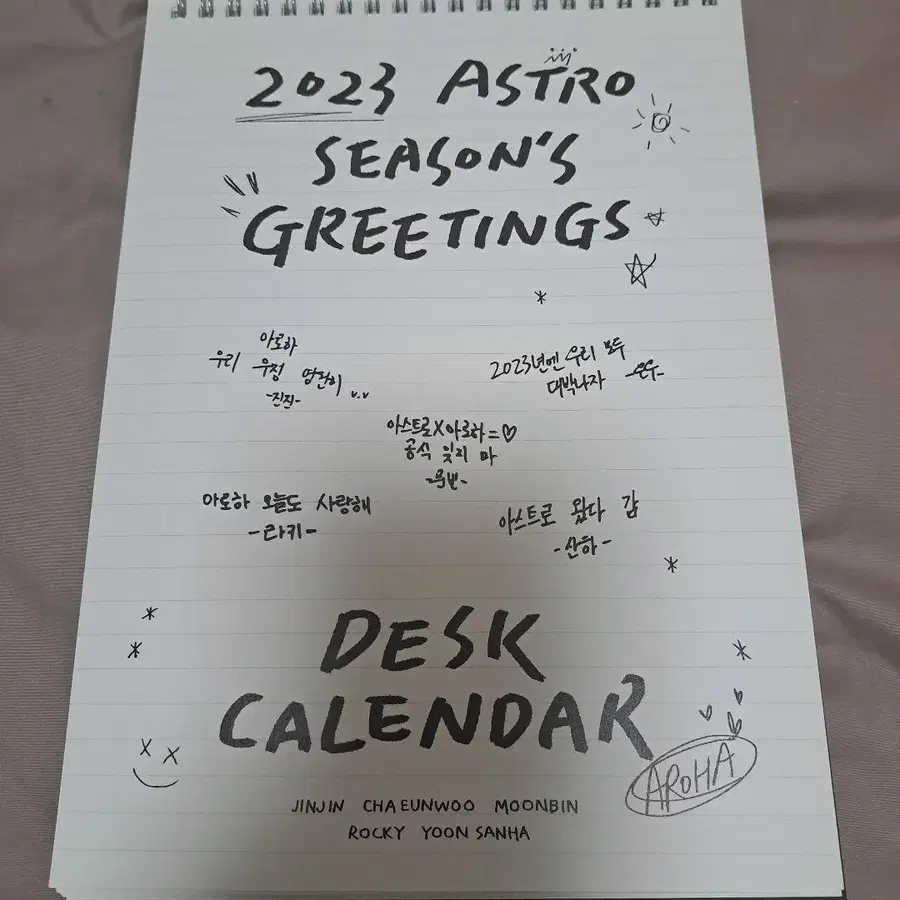 2023 ASTRO
SEASON'S
GREETINGS
아로하
우리 우정 영원히
-진진-
2023년엔 우리 모두
대박나자 -은우-
아스트로X아로하=♡
공식 잊지 마
-문빈-
아로하 오늘도 사랑해
-라키-
아스트로 왔다 감
-산하-
DESK
CALENDAR
AROHA
JINJIN CHA EUNWOO MOONBIN
ROCKY YOON SANHA